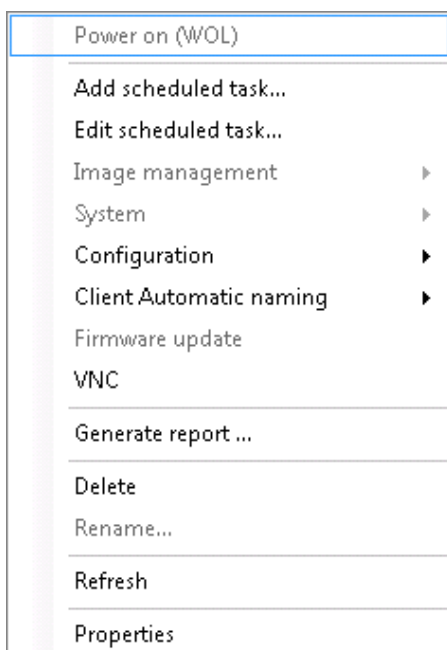 Power on (WOL)
Add scheduled task...
Edit scheduled task...
Image management
System
Configuration
Client Automatic naming
Firmware update
VNC
Generate report ...
Delete
Rename...
Refresh
Properties